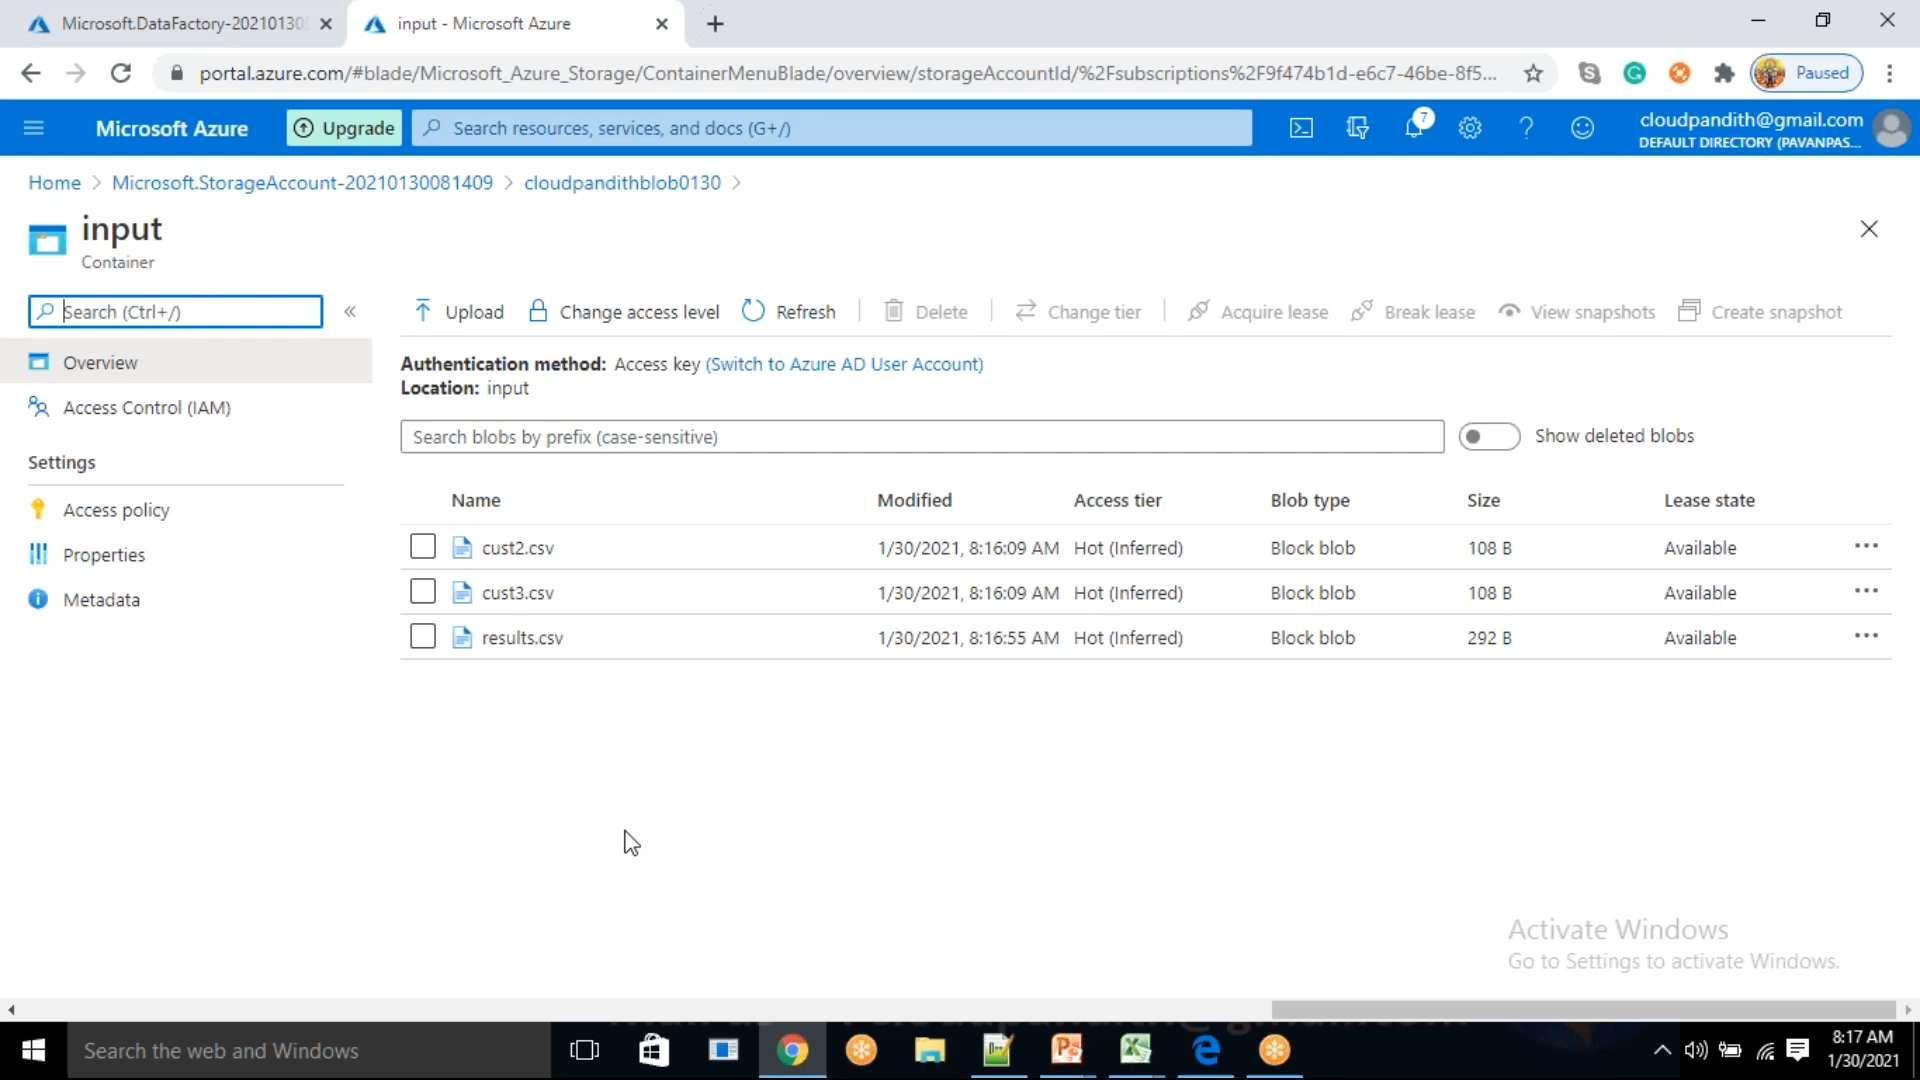 Microsoft.DataFactory-20210130
input - Microsoft Azure
portal.azure.com/#blade/Microsoft_Azure_Storage/ContainerMenuBlade/overview/storageAccountId/%2Fsubscriptions%2F9f474b1d-e6c7-46be-8f5...
Paused
Microsoft Azure
Upgrade
Search resources, services, and docs (G+/)
7
cloudpandith@gmail.com
DEFAULT DIRECTORY (PAVANPAS...
Home > Microsoft.StorageAccount-20210130081409 > cloudpandithblob0130 >
input
Container
Search (Ctrl+/)
«
Upload
Change access level
Refresh
Delete
Change tier
Acquire lease
Break lease
View snapshots
Create snapshot
Overview
Access Control (IAM)
Settings
Access policy
Properties
Metadata
Authentication method: Access key (Switch to Azure AD User Account)
Location: input
Search blobs by prefix (case-sensitive)
Show deleted blobs
Name Modified Access tier Blob type Size Lease state
cust2.csv 1/30/2021, 8:16:09 AM Hot (Inferred) Block blob 108 B Available
cust3.csv 1/30/2021, 8:16:09 AM Hot (Inferred) Block blob 108 B Available
results.csv 1/30/2021, 8:16:55 AM Hot (Inferred) Block blob 292 B Available
Activate Windows
Go to Settings to activate Windows.
Search the web and Windows
8:17 AM
1/30/2021